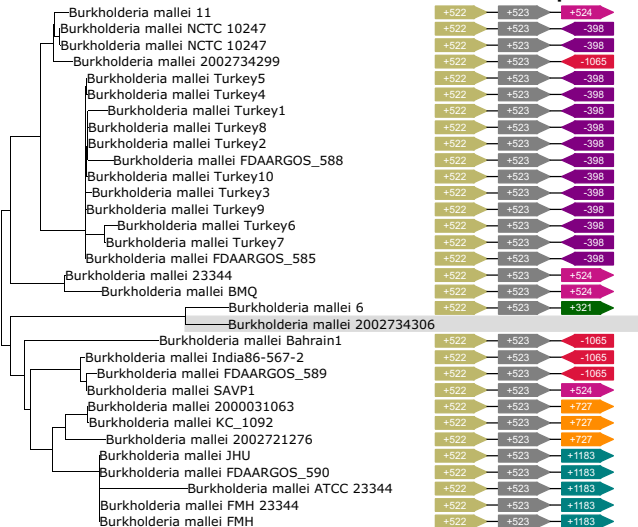 Burkholderia mallei 11 +522 +523 +524
Burkholderia mallei NCTC 10247 +522 +523 -398
Burkholderia mallei NCTC 10247 +522 +523 -398
Burkholderia mallei 2002734299 +522 +523 -1065
Burkholderia mallei Turkey5 +522 +523 -398
Burkholderia mallei Turkey4 +522 +523 -398
Burkholderia mallei Turkey1 +522 +523 -398
Burkholderia mallei Turkey8 +522 +523 -398
Burkholderia mallei Turkey2 +522 +523 -398
Burkholderia mallei FDAARGOS_588 +522 +523 -398
Burkholderia mallei Turkey10 +522 +523 -398
Burkholderia mallei Turkey3 +522 +523 -398
Burkholderia mallei Turkey9 +522 +523 -398
Burkholderia mallei Turkey6 +522 +523 -398
Burkholderia mallei Turkey7 +522 +523 -398
Burkholderia mallei FDAARGOS_585 +522 +523 -398
Burkholderia mallei 23344 +522 +523 +524
Burkholderia mallei BMQ +522 +523 +524
Burkholderia mallei 6 +522 +523 +321
Burkholderia mallei 2002734306
Burkholderia mallei Bahrain1 +522 +523 -1065
Burkholderia mallei India86-567-2 +522 +523 -1065
Burkholderia mallei FDAARGOS_589 +522 +523 -1065
Burkholderia mallei SAVP1 +522 +523 +524
Burkholderia mallei 2000031063 +522 +523 +727
Burkholderia mallei KC_1092 +522 +523 +727
Burkholderia mallei 2002721276 +522 +523 +727
Burkholderia mallei JHU +522 +523 +1183
Burkholderia mallei FDAARGOS_590 +522 +523 +1183
Burkholderia mallei ATCC 23344 +522 +523 +1183
Burkholderia mallei FMH 23344 +522 +523 +1183
Burkholderia mallei FMH +522 +523 +1183